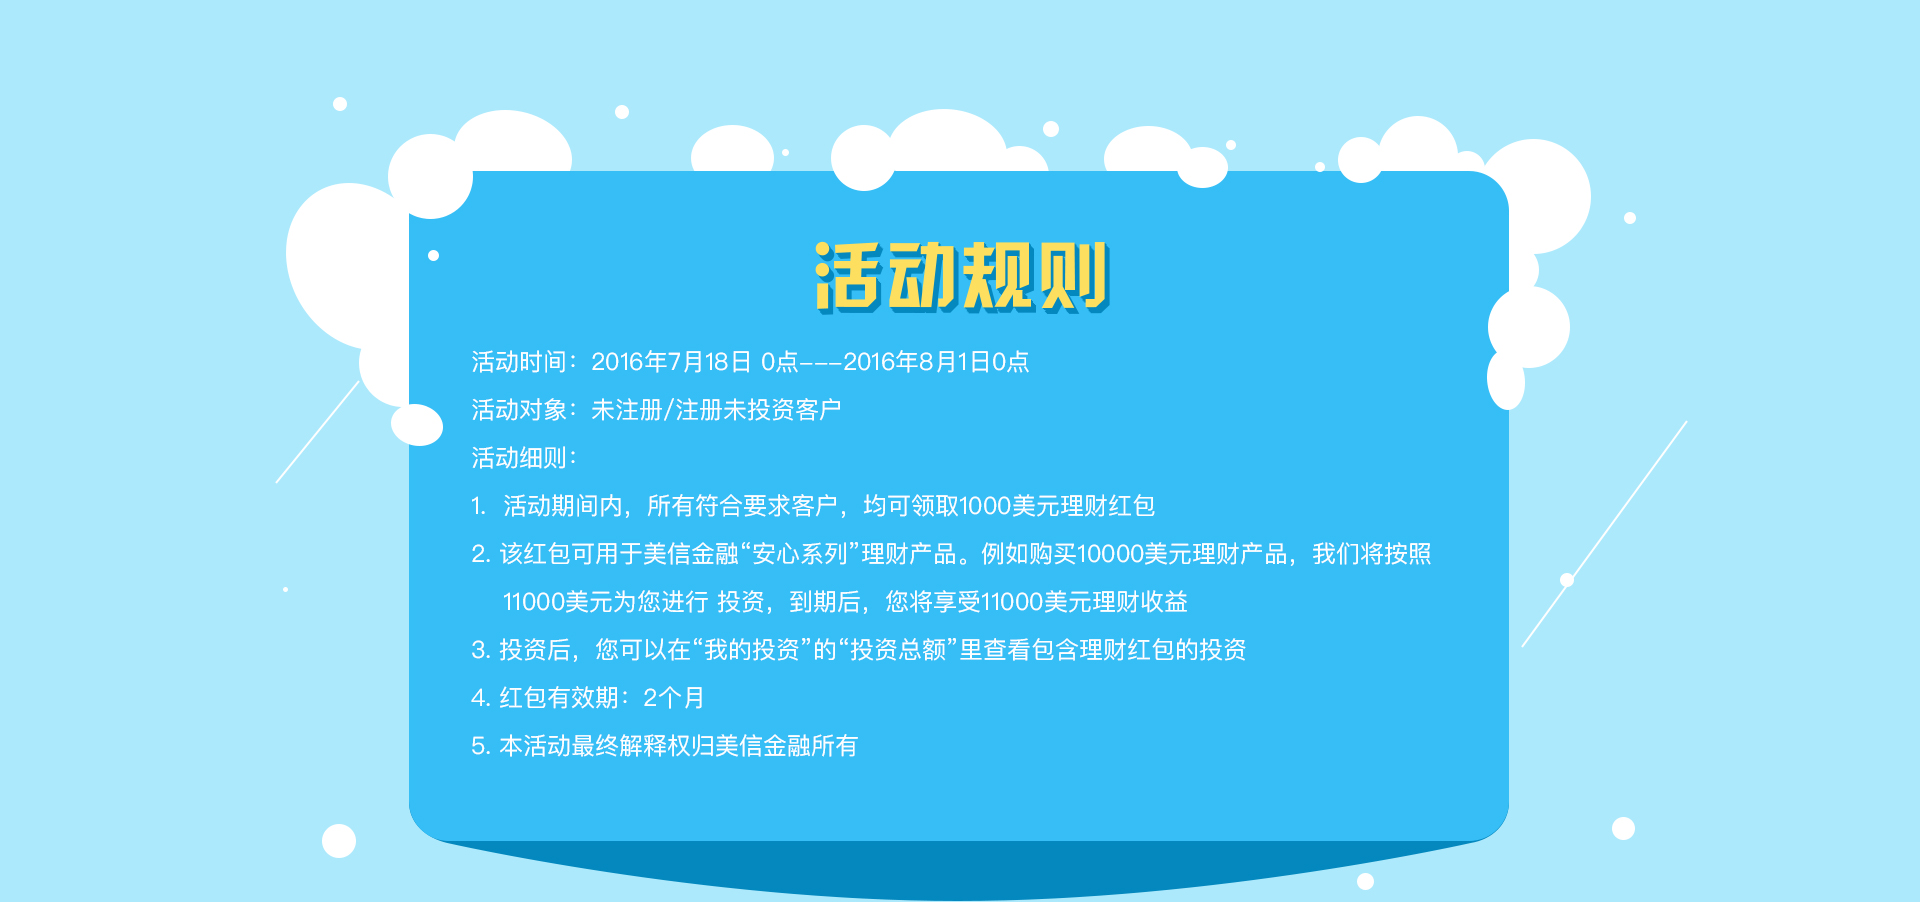 活动规则
活动时间：2016年7月18日 0点---2016年8月1日0点
活动对象：未注册/注册未投资客户
活动细则：
1. 活动期间内，所有符合要求客户，均可领取1000美元理财红包
2. 该红包可用于美信金融“安心系列”理财产品。例如购买10000美元理财产品，我们将按照
11000美元为您进行 投资，到期后，您将享受11000美元理财收益
3. 投资后，您可以在“我的投资”的“投资总额”里查看包含理财红包的投资
4. 红包有效期：2个月
5. 本活动最终解释权归美信金融所有